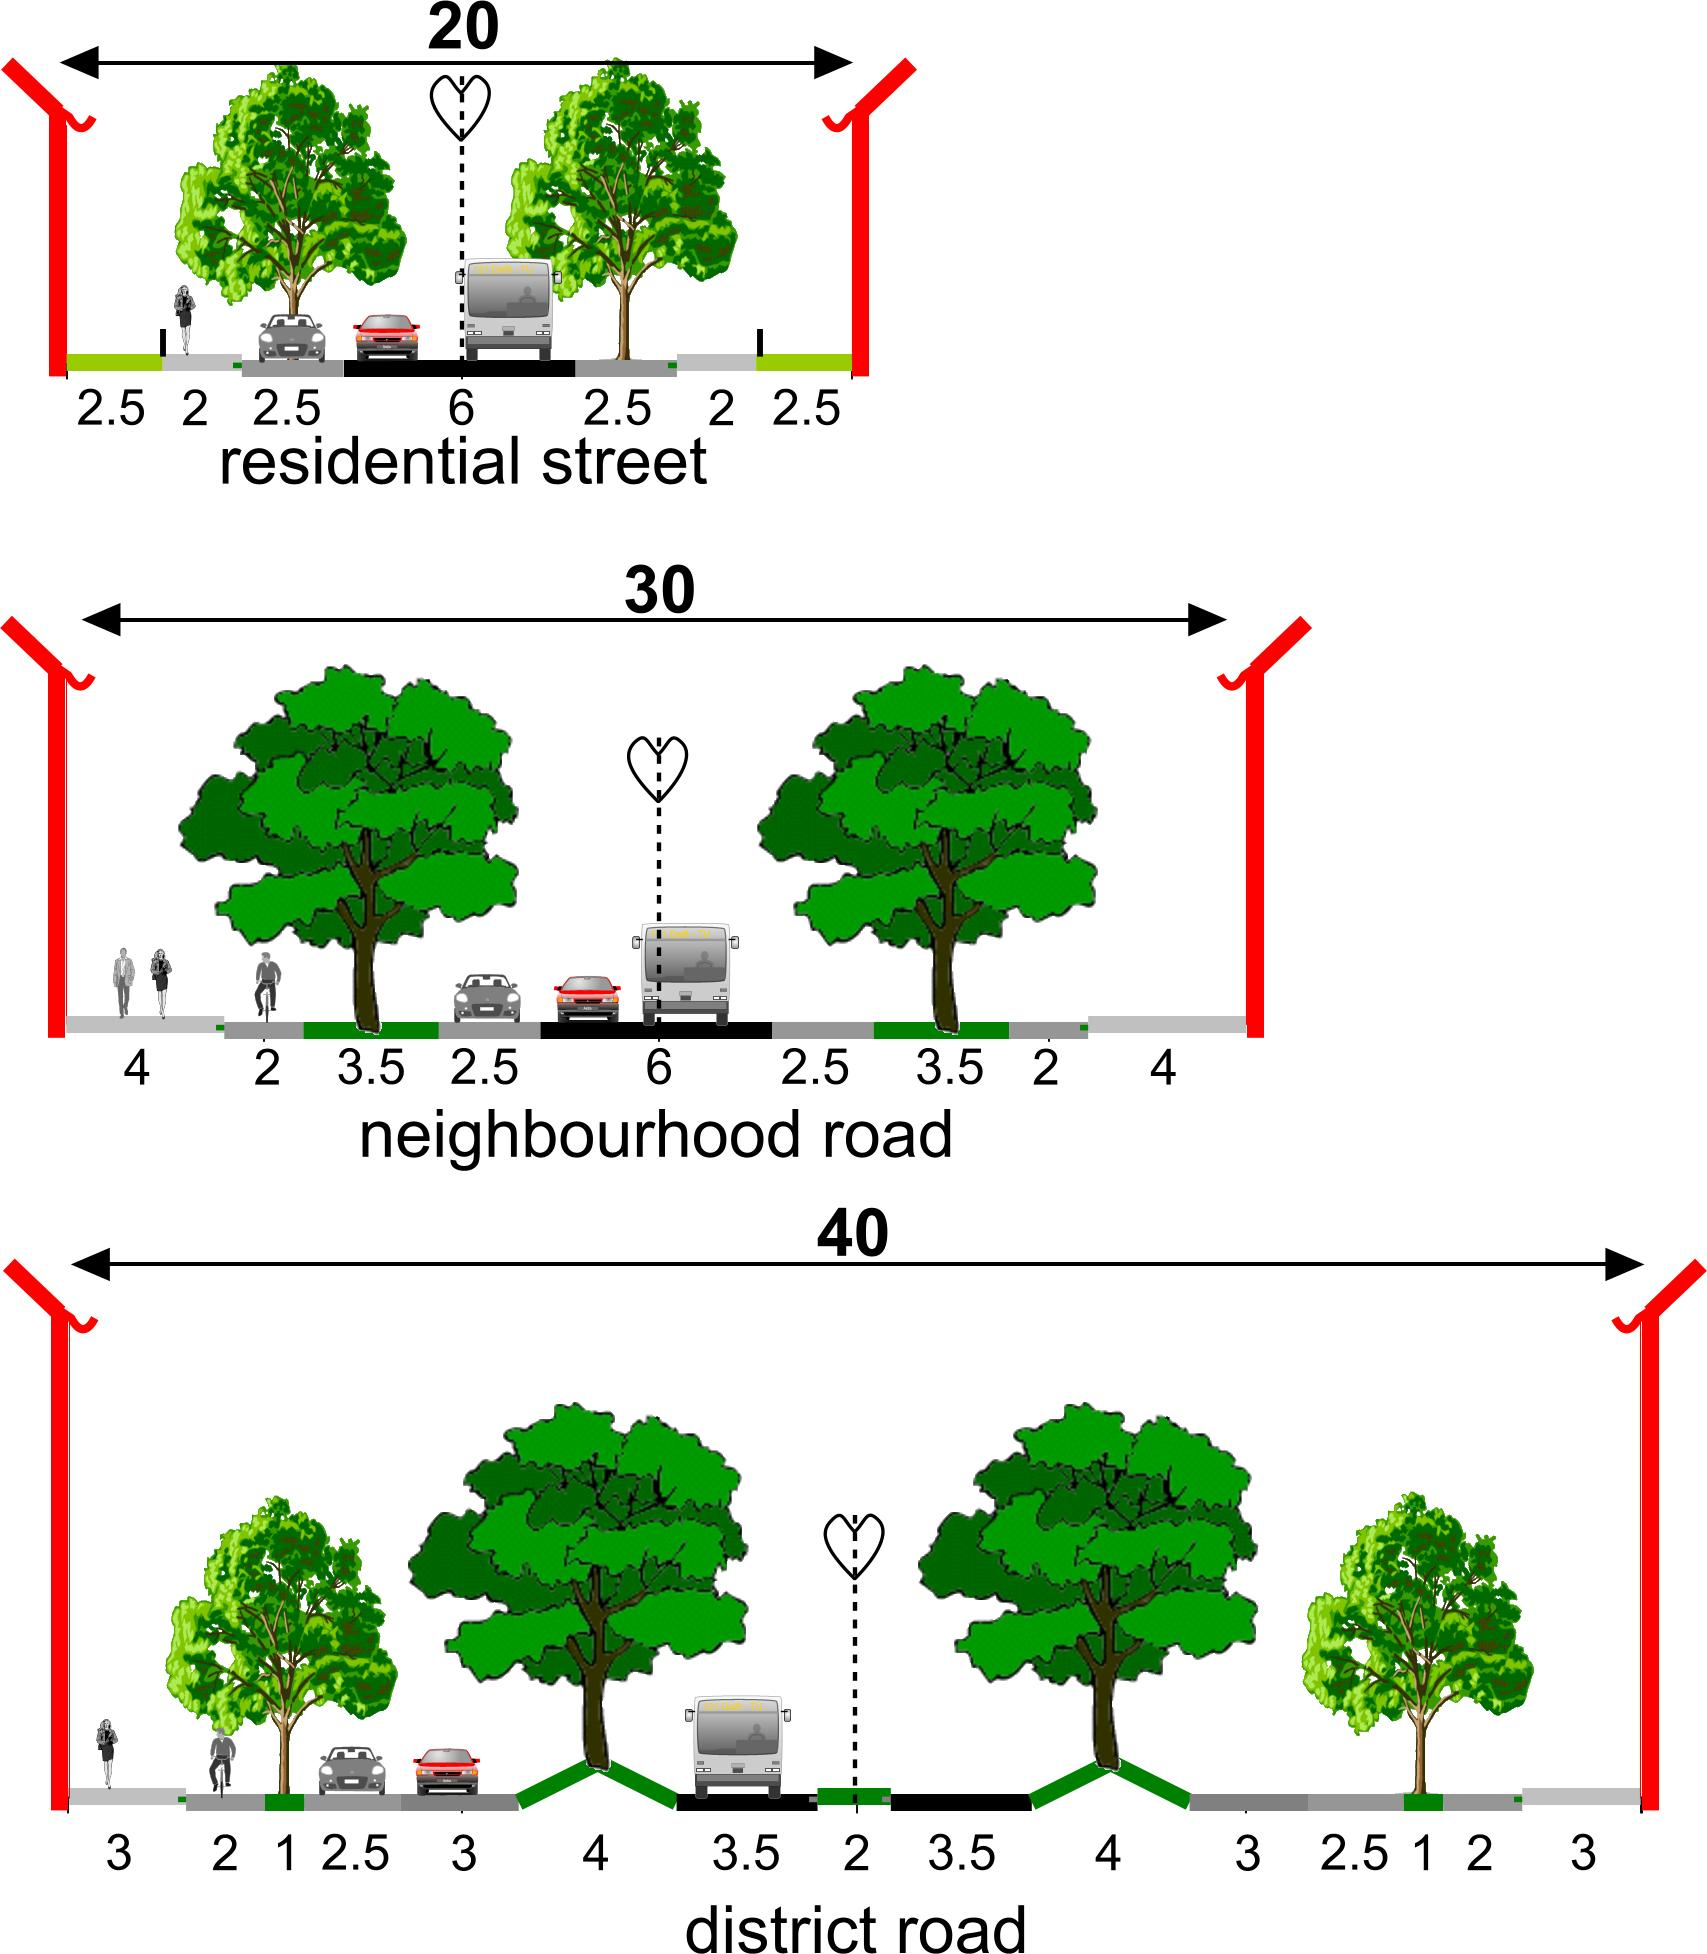 20
2.5 2 2.5 6 2.5 2 2.5
residential street
30
4 2 3.5 2.5 6 2.5 3.5 2 4
neighbourhood road
40
3 2 1 2.5 3 4 3.5 2 3.5 4 3 2.5 1 2 3
district road